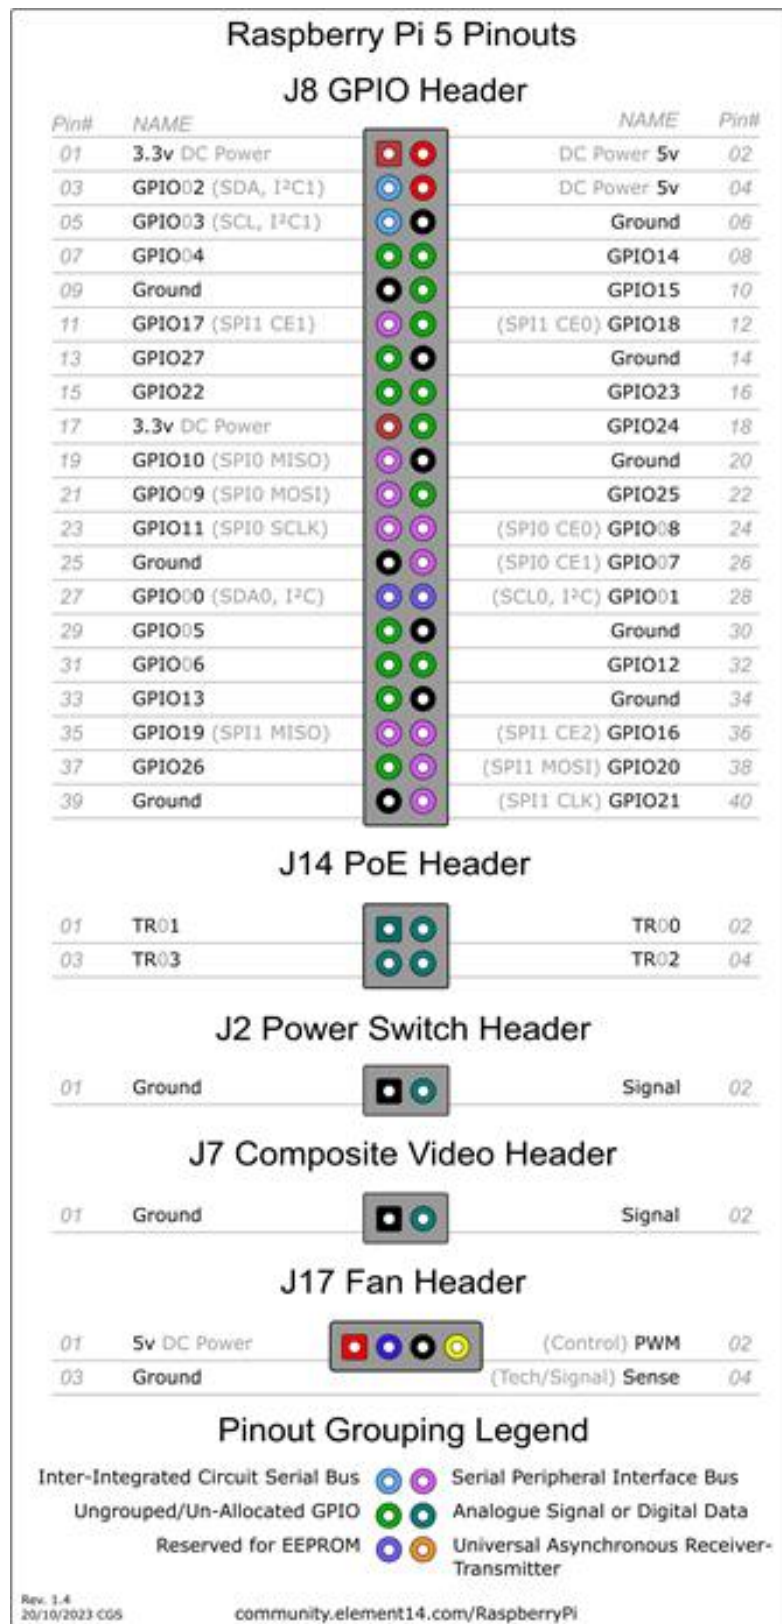 Raspberry Pi 5 Pinouts
J8 GPIO Header
Pin# NAME NAME Pin#
01 3.3v DC Power DC Power 5v 02
03 GPIO02 (SDA, I²C1) DC Power 5v 04
05 GPIO03 (SCL, I²C1) Ground 06
07 GPIO04 GPIO14 08
09 Ground GPIO15 10
11 GPIO17 (SPI1 CE1) (SPI1 CE0) GPIO18 12
13 GPIO27 Ground 14
15 GPIO22 GPIO23 16
17 3.3v DC Power GPIO24 18
19 GPIO10 (SPI0 MISO) Ground 20
21 GPIO09 (SPI0 MOSI) GPIO25 22
23 GPIO11 (SPI0 SCLK) (SPI0 CE0) GPIO08 24
25 Ground (SPI0 CE1) GPIO07 26
27 GPIO00 (SDA0, I²C) (SCL0, I²C) GPIO01 28
29 GPIO05 Ground 30
31 GPIO06 GPIO12 32
33 GPIO13 Ground 34
35 GPIO19 (SPI1 MISO) (SPI1 CE2) GPIO16 36
37 GPIO26 (SPI1 MOSI) GPIO20 38
39 Ground (SPI1 CLK) GPIO21 40
J14 PoE Header
01 TR01 TR00 02
03 TR03 TR02 04
J2 Power Switch Header
01 Ground Signal 02
J7 Composite Video Header
01 Ground Signal 02
J17 Fan Header
01 5v DC Power (Control) PWM 02
03 Ground (Tech/Signal) Sense 04
Pinout Grouping Legend
Inter-Integrated Circuit Serial Bus Serial Peripheral Interface Bus
Ungrouped/Un-Allocated GPIO Analogue Signal or Digital Data
Reserved for EEPROM Universal Asynchronous Receiver-
Transmitter
Rev. 1.4
20/10/2023 CGS community.element14.com/RaspberryPi